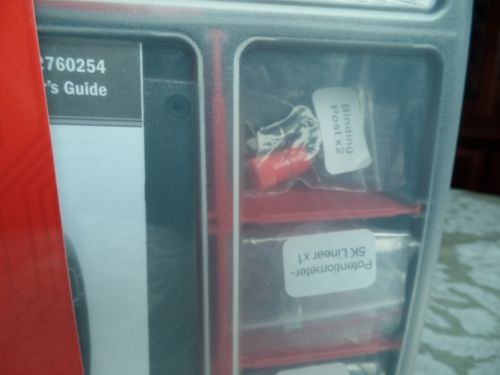 2760254
r's Guide
Binding
Post x2
Potentiometer-
5K Linear x1